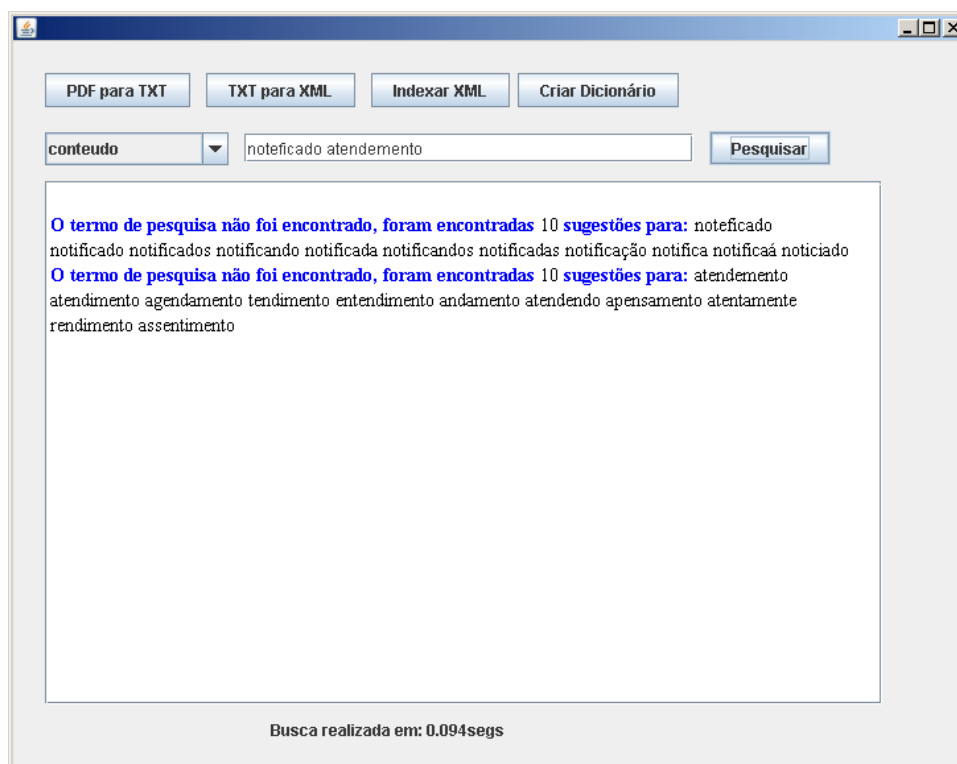 PDF para TXT TXT para XML Indexar XML Criar Dicionário
conteudo noteficado atendemento Pesquisar
O termo de pesquisa não foi encontrado, foram encontradas 10 sugestões para: noteficado
notificado notificados notificando notificada notificandos notificadas notificação notifica notificaá noticiado
O termo de pesquisa não foi encontrado, foram encontradas 10 sugestões para: atendemento
atendimento agendamento tendimento entendimento andamento atendendo apensamento atentamente
rendimento assentimento
Busca realizada em: 0.094segs